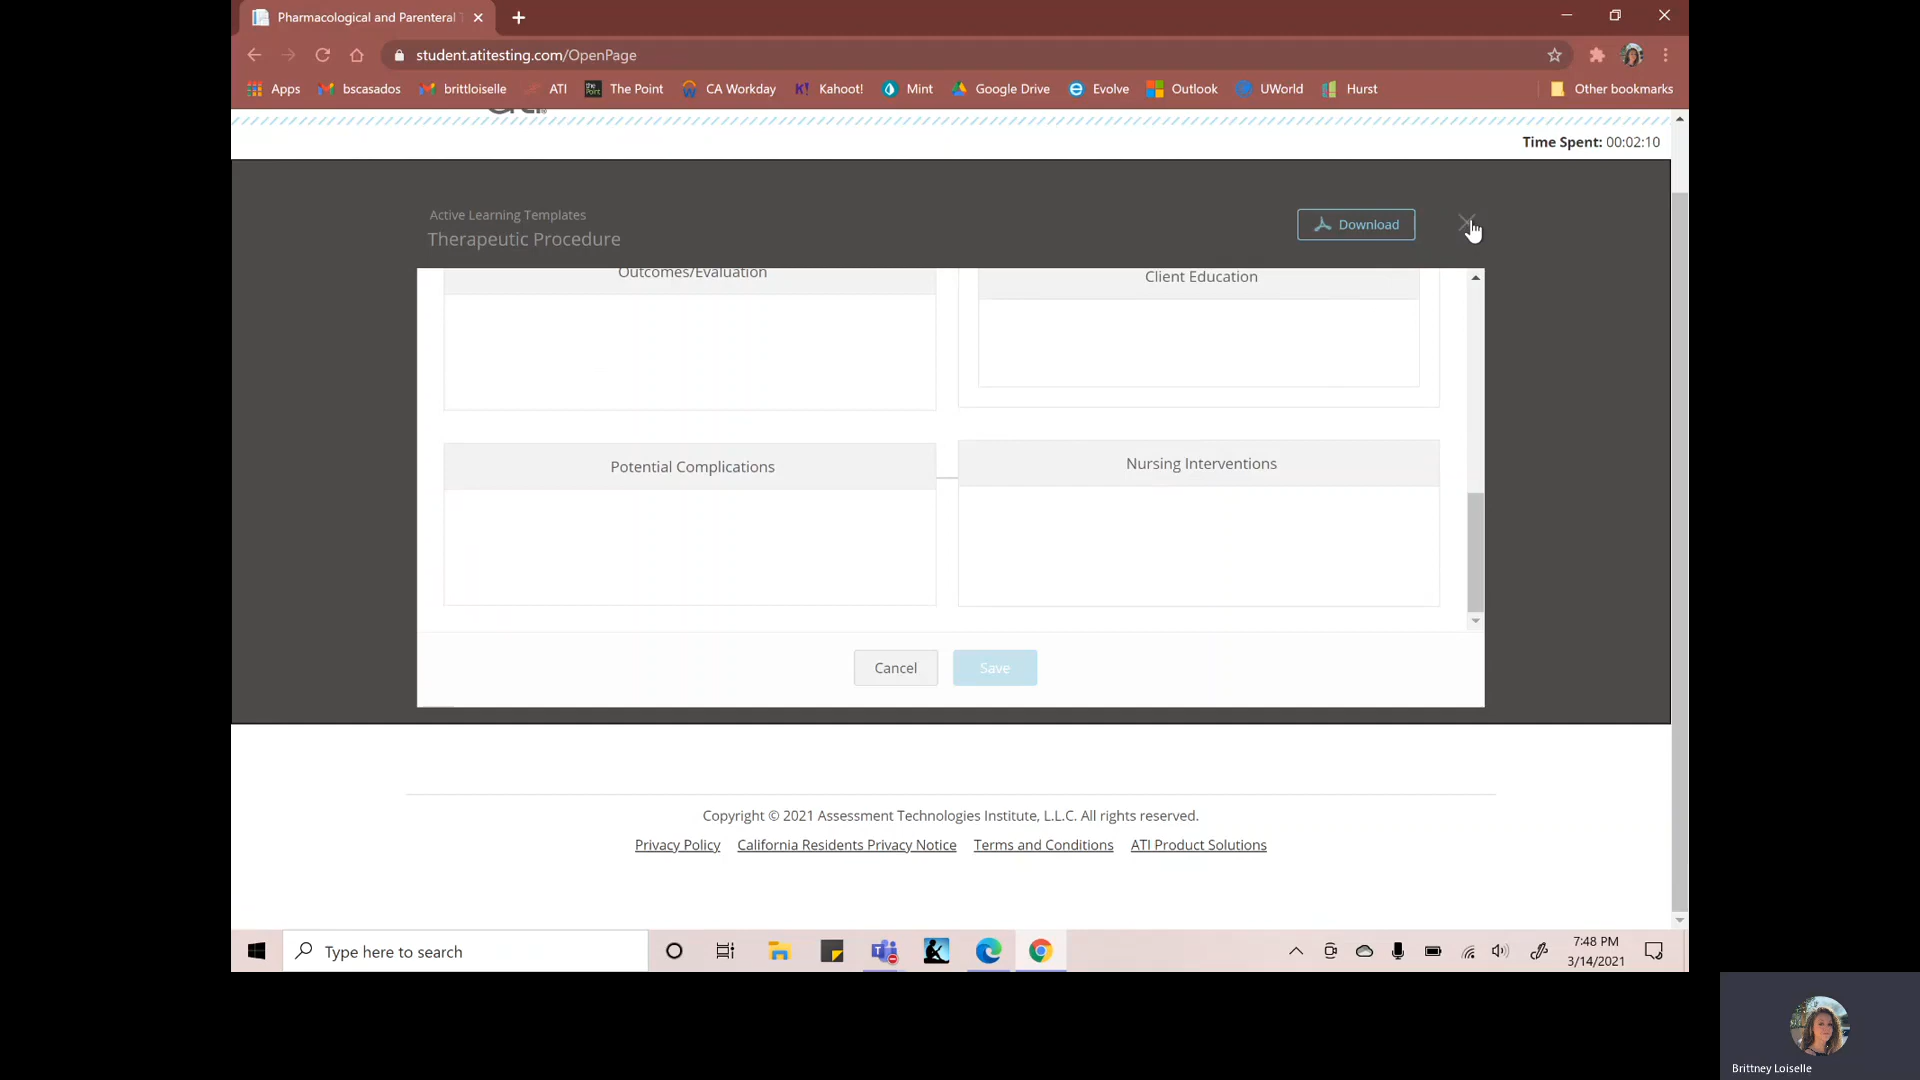 Pharmacological and Parenteral
student.atitesting.com/OpenPage
Apps bscasados brittloiselle ATI The Point CA Workday Kahoot! Mint Google Drive Evolve Outlook UWorld Hurst Other bookmarks
Time Spent: 00:02:10
Active Learning Templates
Therapeutic Procedure
Download
Outcomes/Evaluation
Client Education
Potential Complications
Nursing Interventions
Cancel
Save
Copyright © 2021 Assessment Technologies Institute, L.L.C. All rights reserved.
Privacy Policy California Residents Privacy Notice Terms and Conditions ATI Product Solutions
Type here to search
7:48 PM
3/14/2021
Brittney Loiselle